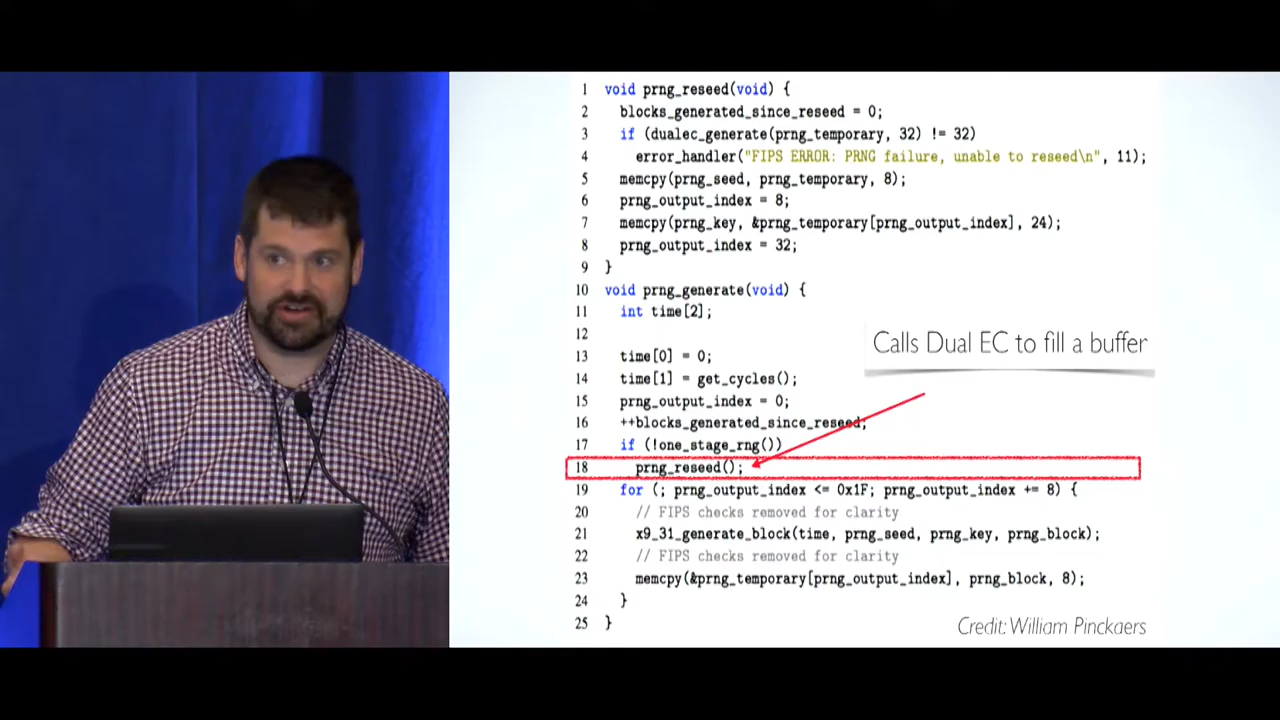 1 void prng_reseed(void) {
2 blocks_generated_since_reseed = 0;
3 if (dualec_generate(prng_temporary, 32) != 32)
4 error_handler("FIPS ERROR: PRNG failure, unable to reseed\n", 11);
5 memcpy(prng_seed, prng_temporary, 8);
6 prng_output_index = 8;
7 memcpy(prng_key, &prng_temporary[prng_output_index], 24);
8 prng_output_index = 32;
9 }
10 void prng_generate(void) {
11 int time[2];
12
13 time[0] = 0;
Calls Dual EC to fill a buffer
14 time[1] = get_cycles();
15 prng_output_index = 0;
16 ++blocks_generated_since_reseed;
17 if (!one_stage_rng())
18 prng_reseed();
19 for (; prng_output_index <= 0x1F; prng_output_index += 8) {
20 // FIPS checks removed for clarity
21 x9_31_generate_block(time, prng_seed, prng_key, prng_block);
22 // FIPS checks removed for clarity
23 memcpy(&prng_temporary[prng_output_index], prng_block, 8);
24 }
25 }
Credit: William Pinckaers